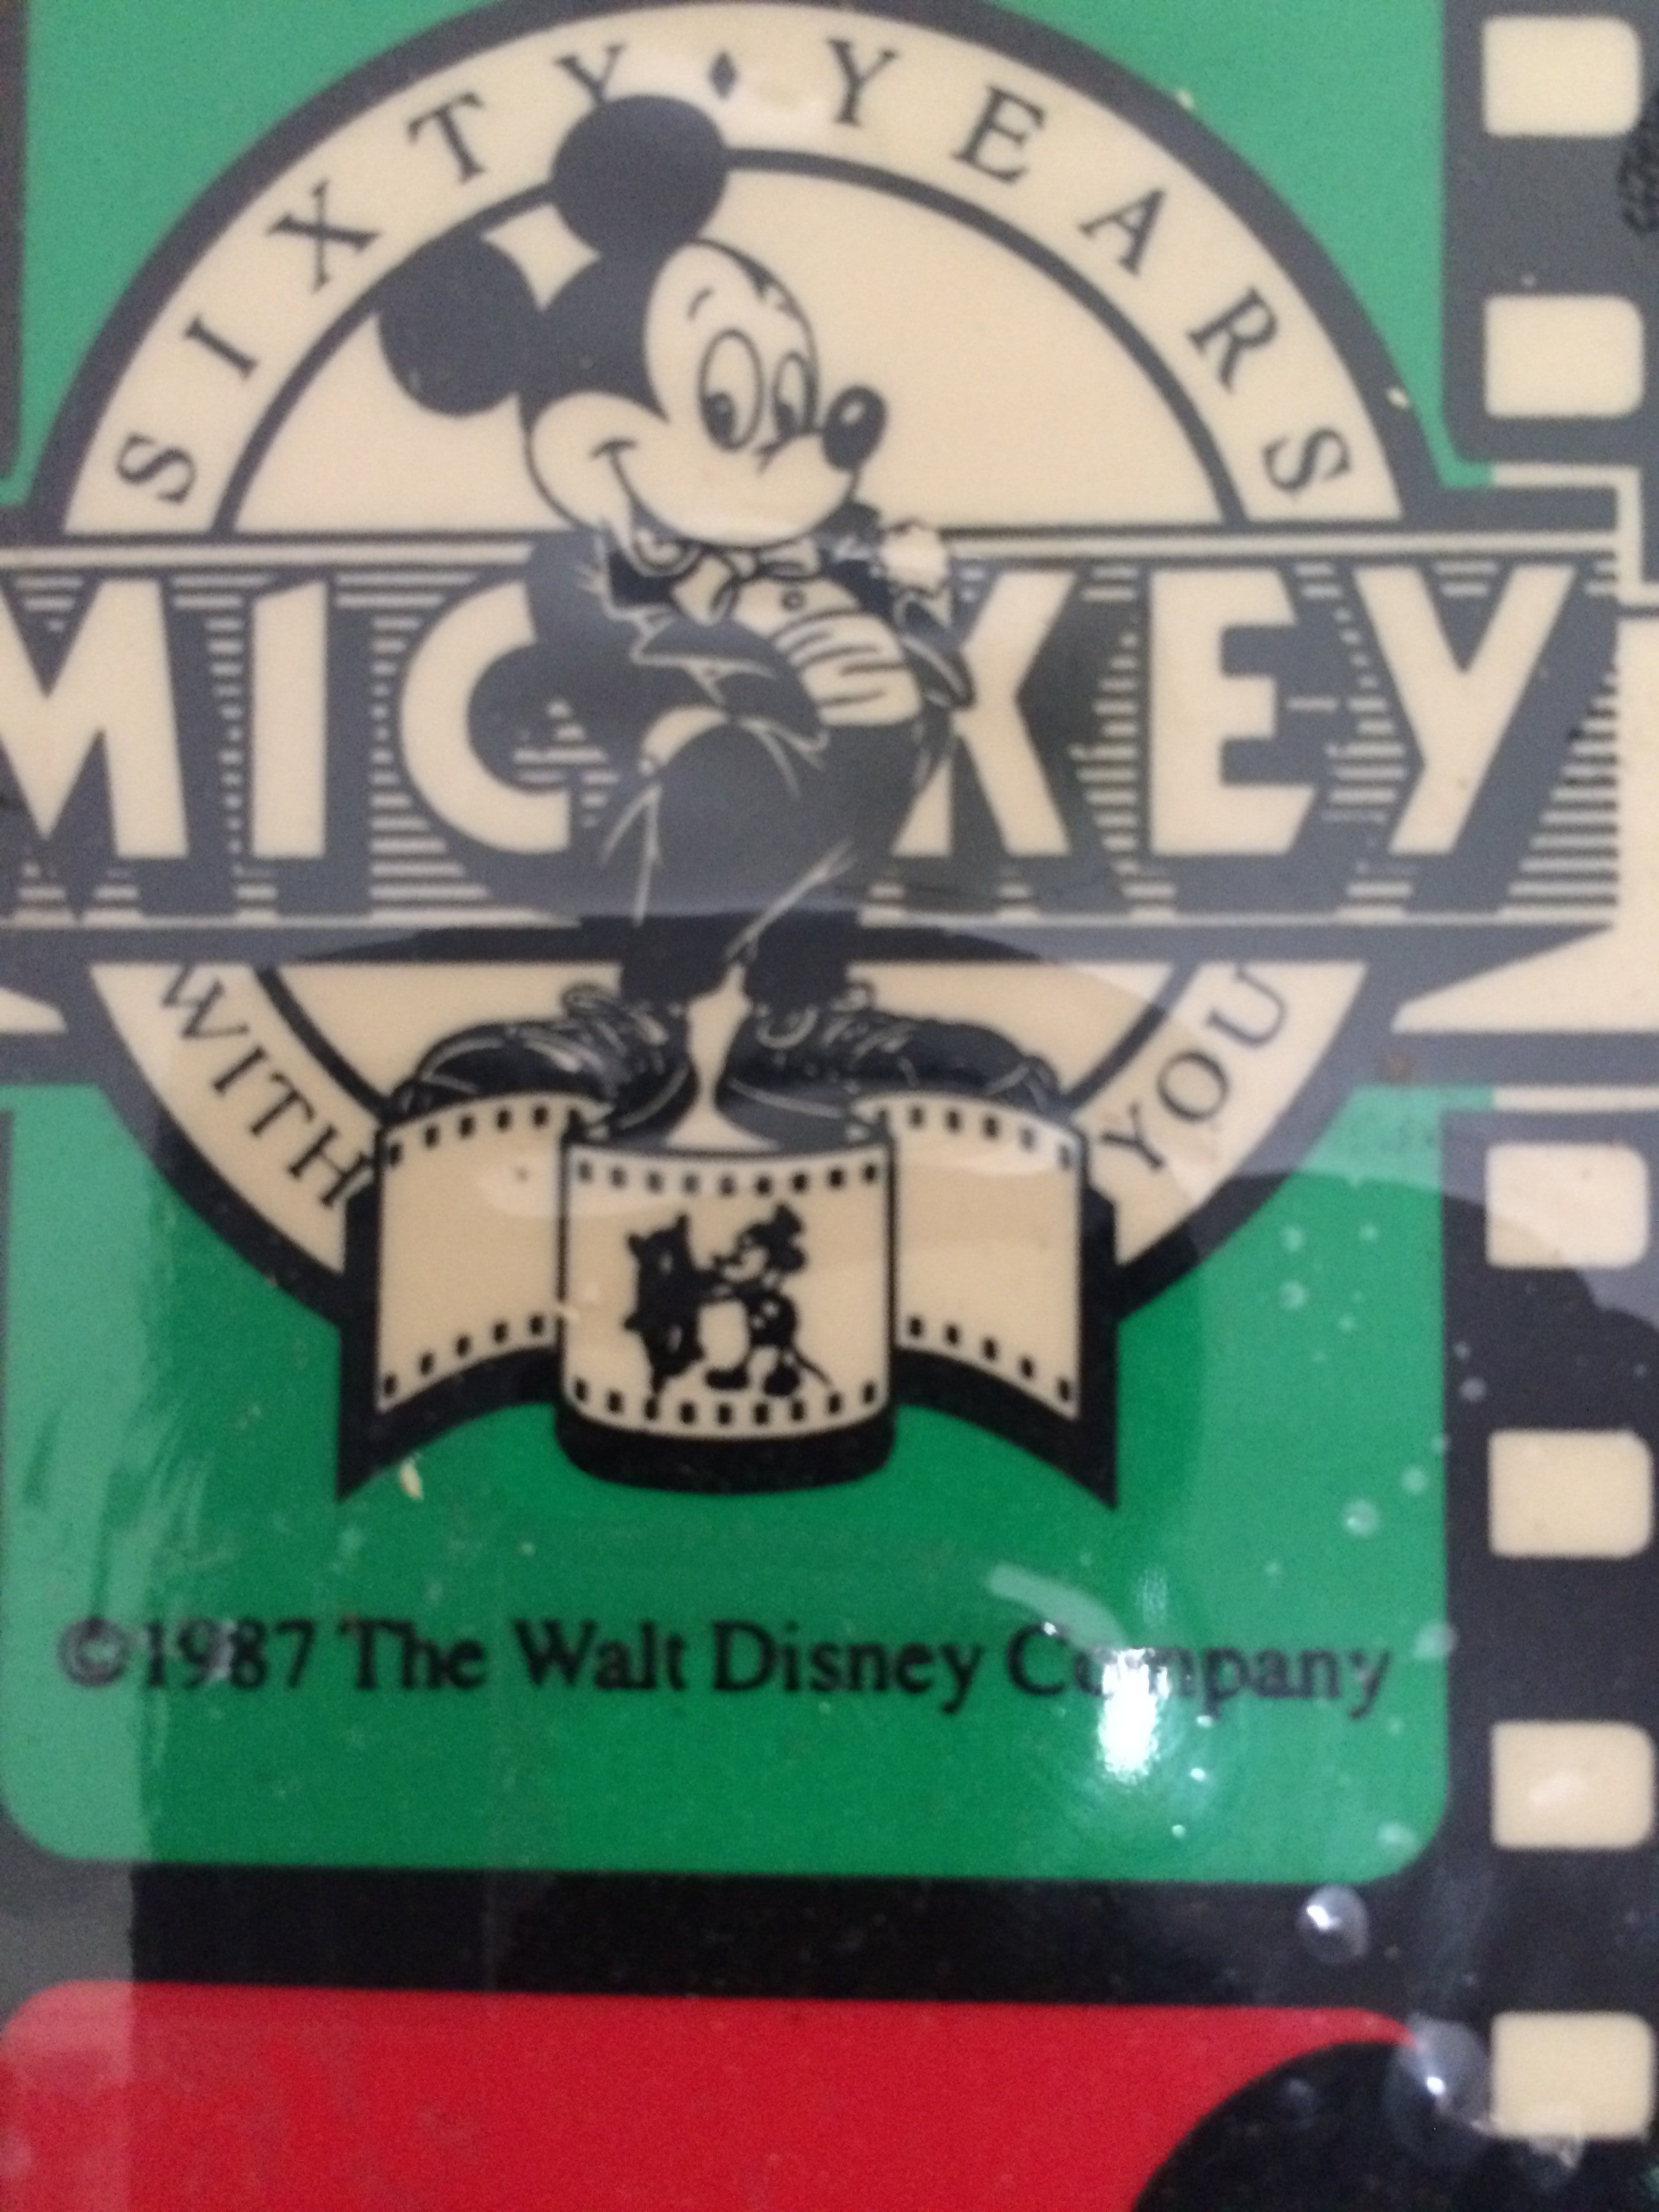 SIXTY ♦ YEARS
MICKEY
WITH YOU
©1987 The Walt Disney Company